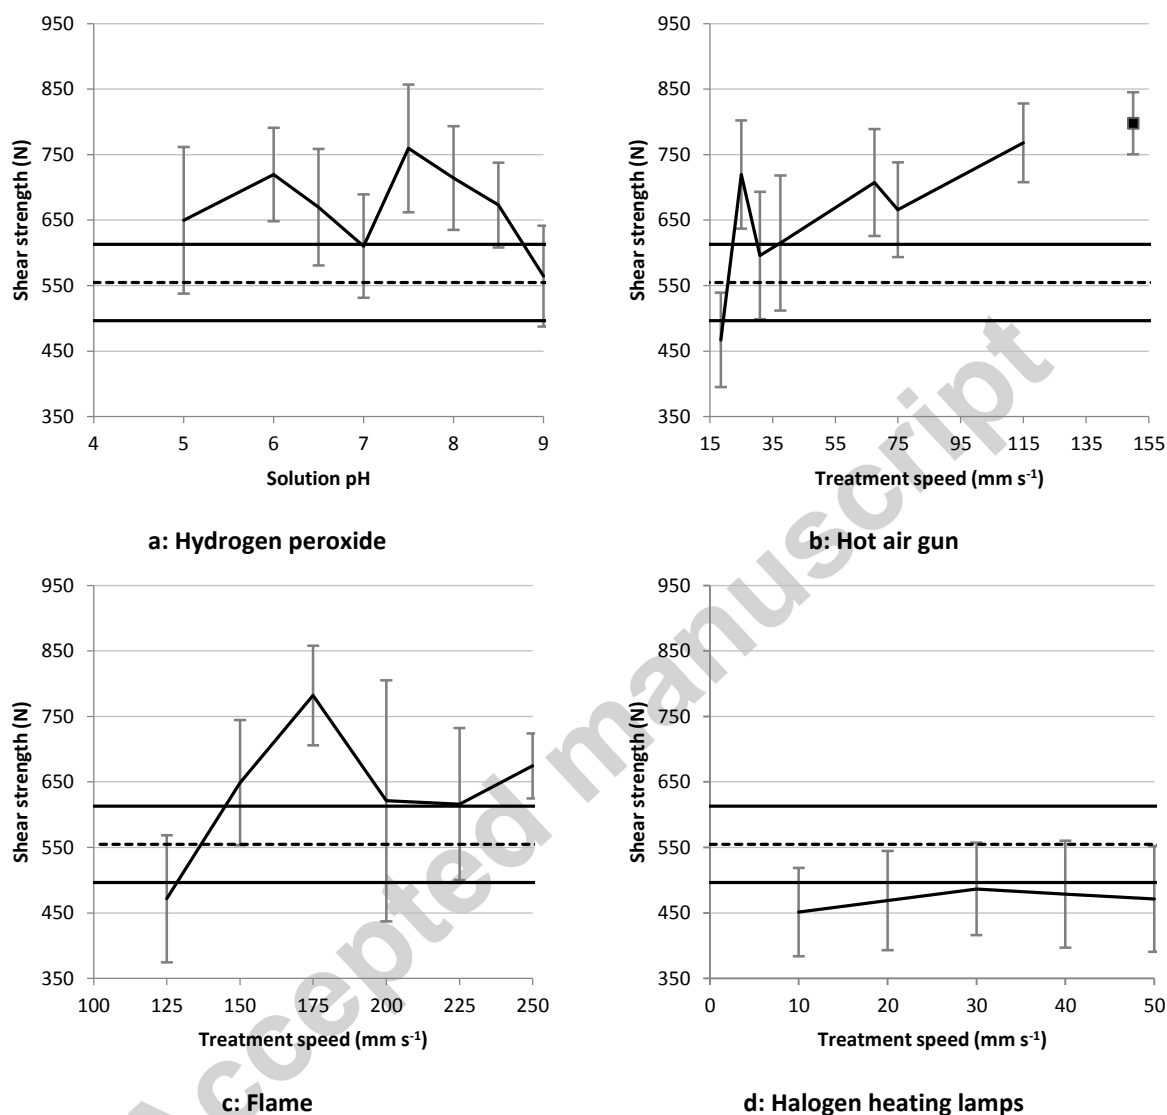 950
850
750
650
550
450
350
Shear strength (N)
4 5 6 7 8 9
Solution pH
a: Hydrogen peroxide
950
850
750
650
550
450
350
Shear strength (N)
15 35 55 75 95 115 135 155
Treatment speed (mm s-1)
b: Hot air gun
950
850
750
650
550
450
350
Shear strength (N)
100 125 150 175 200 225 250
Treatment speed (mm s-1)
c: Flame
950
850
750
650
550
450
350
Shear strength (N)
0 10 20 30 40 50
Treatment speed (mm s-1)
d: Halogen heating lamps
Accepted manuscript